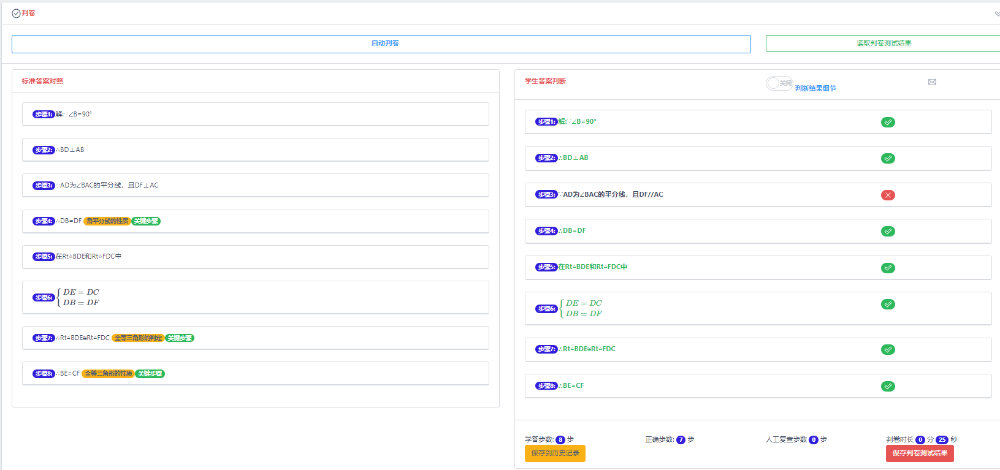 判卷
自动判卷
读取判卷测试结果
标准答案对照
步骤1:解:∵∠B=90°
步骤2:∴BD⊥AB
步骤3:∵AD为∠BAC的平分线，且DF⊥AC
步骤4:∴DB=DF 角平分线的性质 关键步骤
步骤5:在Rt△BDE和Rt△FDC中
步骤6:{DE = DC
DB = DF
步骤7:∴Rt△BDE≌Rt△FDC 全等三角形的判定 关键步骤
步骤8:∴BE=CF 全等三角形的性质 关键步骤
学生答案判断
关闭 判断结果细节
步骤1:解:∵∠B=90°
步骤2:∴BD⊥AB
步骤3:∵AD为∠BAC的平分线，且DF//AC
步骤4:∴DB=DF
步骤5:在Rt△BDE和Rt△FDC中
步骤6:{DE = DC
DB = DF
步骤7:∴Rt△BDE≌Rt△FDC
步骤8:∴BE=CF
学答步数: 8 步 正确步数: 7 步 人工复查步数 0 步 判卷时长 0 分 25 秒
保存到历史记录 保存判卷测试结果